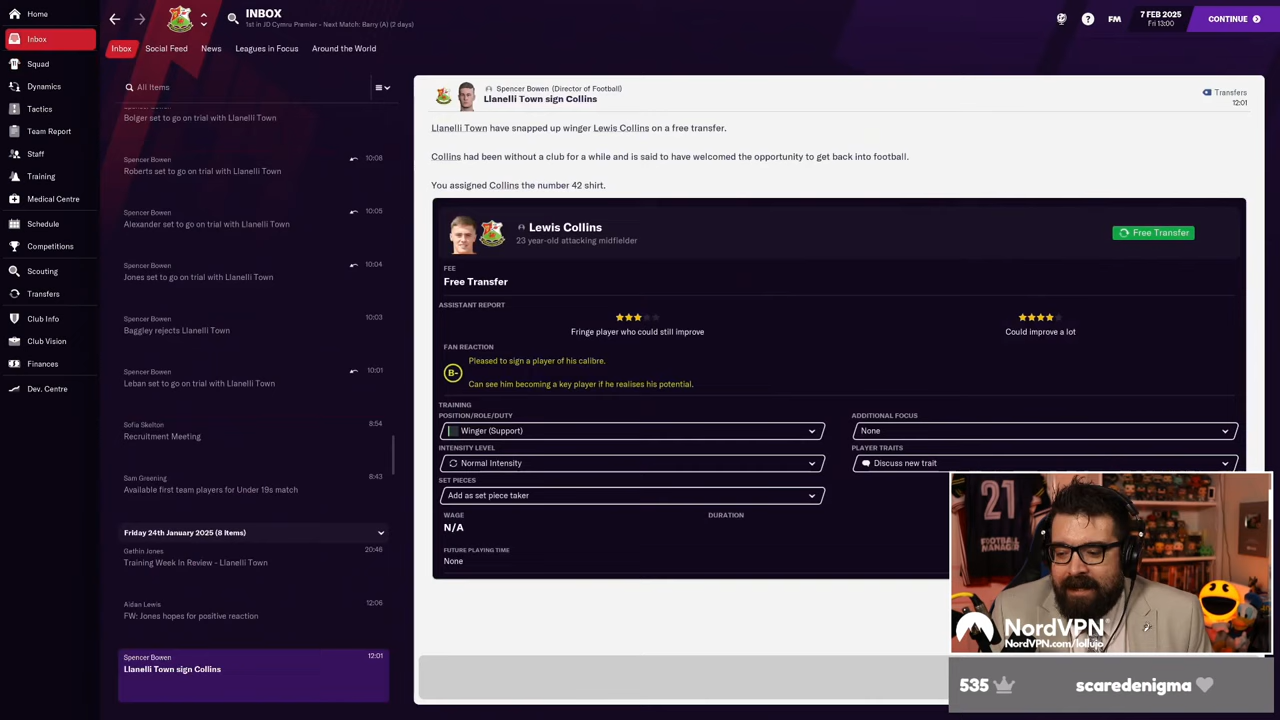 Home
INBOX
1st in JD Cymru Premier - Next Match: Barry (A) (2 days)
FM
7 FEB 2025
Fri 13:00
CONTINUE
Inbox
Squad
Dynamics
Tactics
Team Report
Staff
Training
Medical Centre
Schedule
Competitions
Scouting
Transfers
Club Info
Club Vision
Finances
Dev. Centre
Inbox
Social Feed
News
Leagues in Focus
Around the World
All Items
Spencer Bowen
Bolger set to go on trial with Llanelli Town
Spencer Bowen
10:08
Roberts set to go on trial with Llanelli Town
Spencer Bowen
10:05
Alexander set to go on trial with Llanelli Town
Spencer Bowen
10:04
Jones set to go on trial with Llanelli Town
Spencer Bowen
10:03
Baggley rejects Llanelli Town
Spencer Bowen
10:01
Leban set to go on trial with Llanelli Town
Sofia Skelton
8:54
Recruitment Meeting
Sam Greening
8:43
Available first team players for Under 19s match
Friday 24th January 2025 (8 Items)
Gethin Jones
20:46
Training Week In Review - Llanelli Town
Aidan Lewis
12:06
FW: Jones hopes for positive reaction
Spencer Bowen
12:01
Llanelli Town sign Collins
Spencer Bowen (Director of Football)
Llanelli Town sign Collins
Transfers
12:01
Llanelli Town have snapped up winger Lewis Collins on a free transfer.
Collins had been without a club for a while and is said to have welcomed the opportunity to get back into football.
You assigned Collins the number 42 shirt.
Lewis Collins
23 year-old attacking midfielder
Free Transfer
FEE
Free Transfer
ASSISTANT REPORT
Fringe player who could still improve
Could improve a lot
FAN REACTION
B-
Pleased to sign a player of his calibre.
Can see him becoming a key player if he realises his potential.
TRAINING
POSITION/ROLE/DUTY
Winger (Support)
ADDITIONAL FOCUS
None
INTENSITY LEVEL
Normal Intensity
PLAYER TRAITS
Discuss new trait
SET PIECES
Add as set piece taker
WAGE
N/A
DURATION
FUTURE PLAYING TIME
None
21
FOOTBALL
MANAGER
NordVPN
NordVPN.com/lollujo
535
scaredenigma